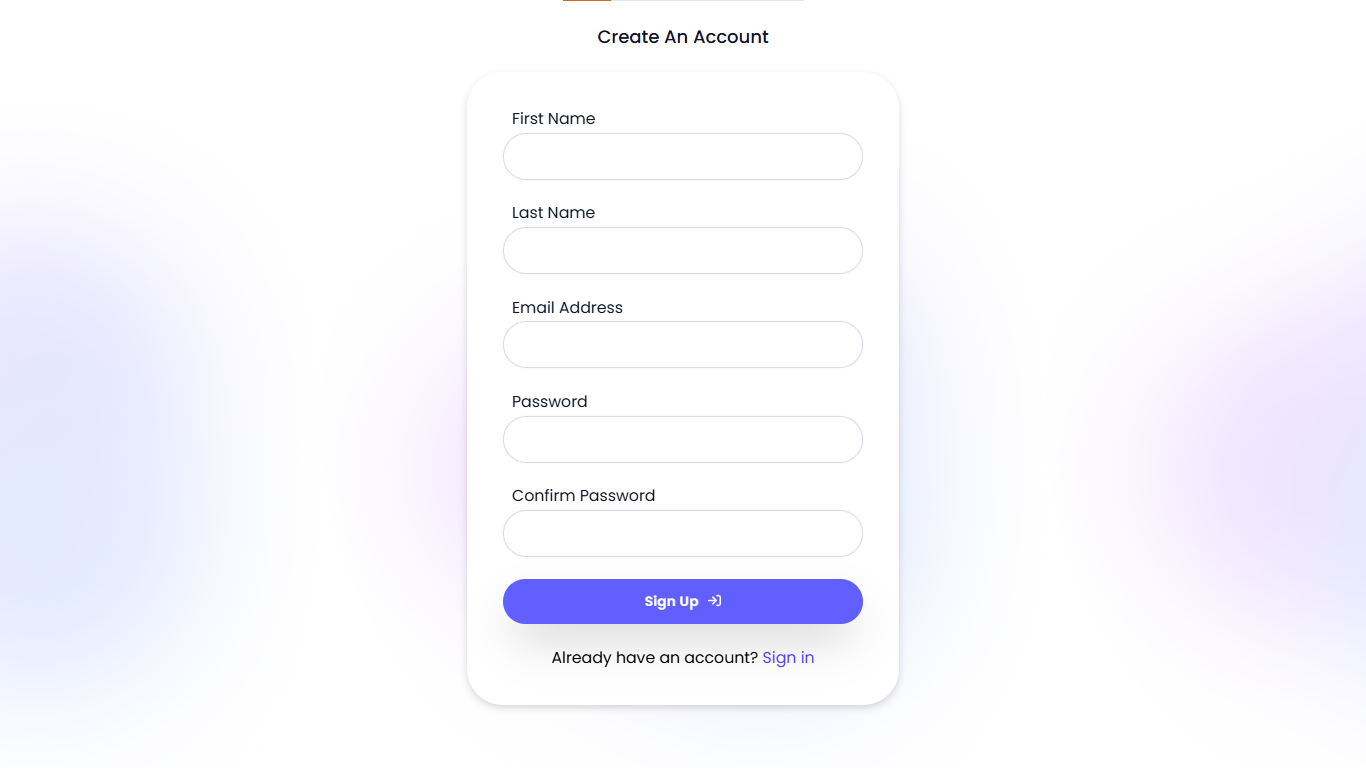 Create An Account
First Name
Last Name
Email Address
Password
Confirm Password
Sign Up
Already have an account? Sign in